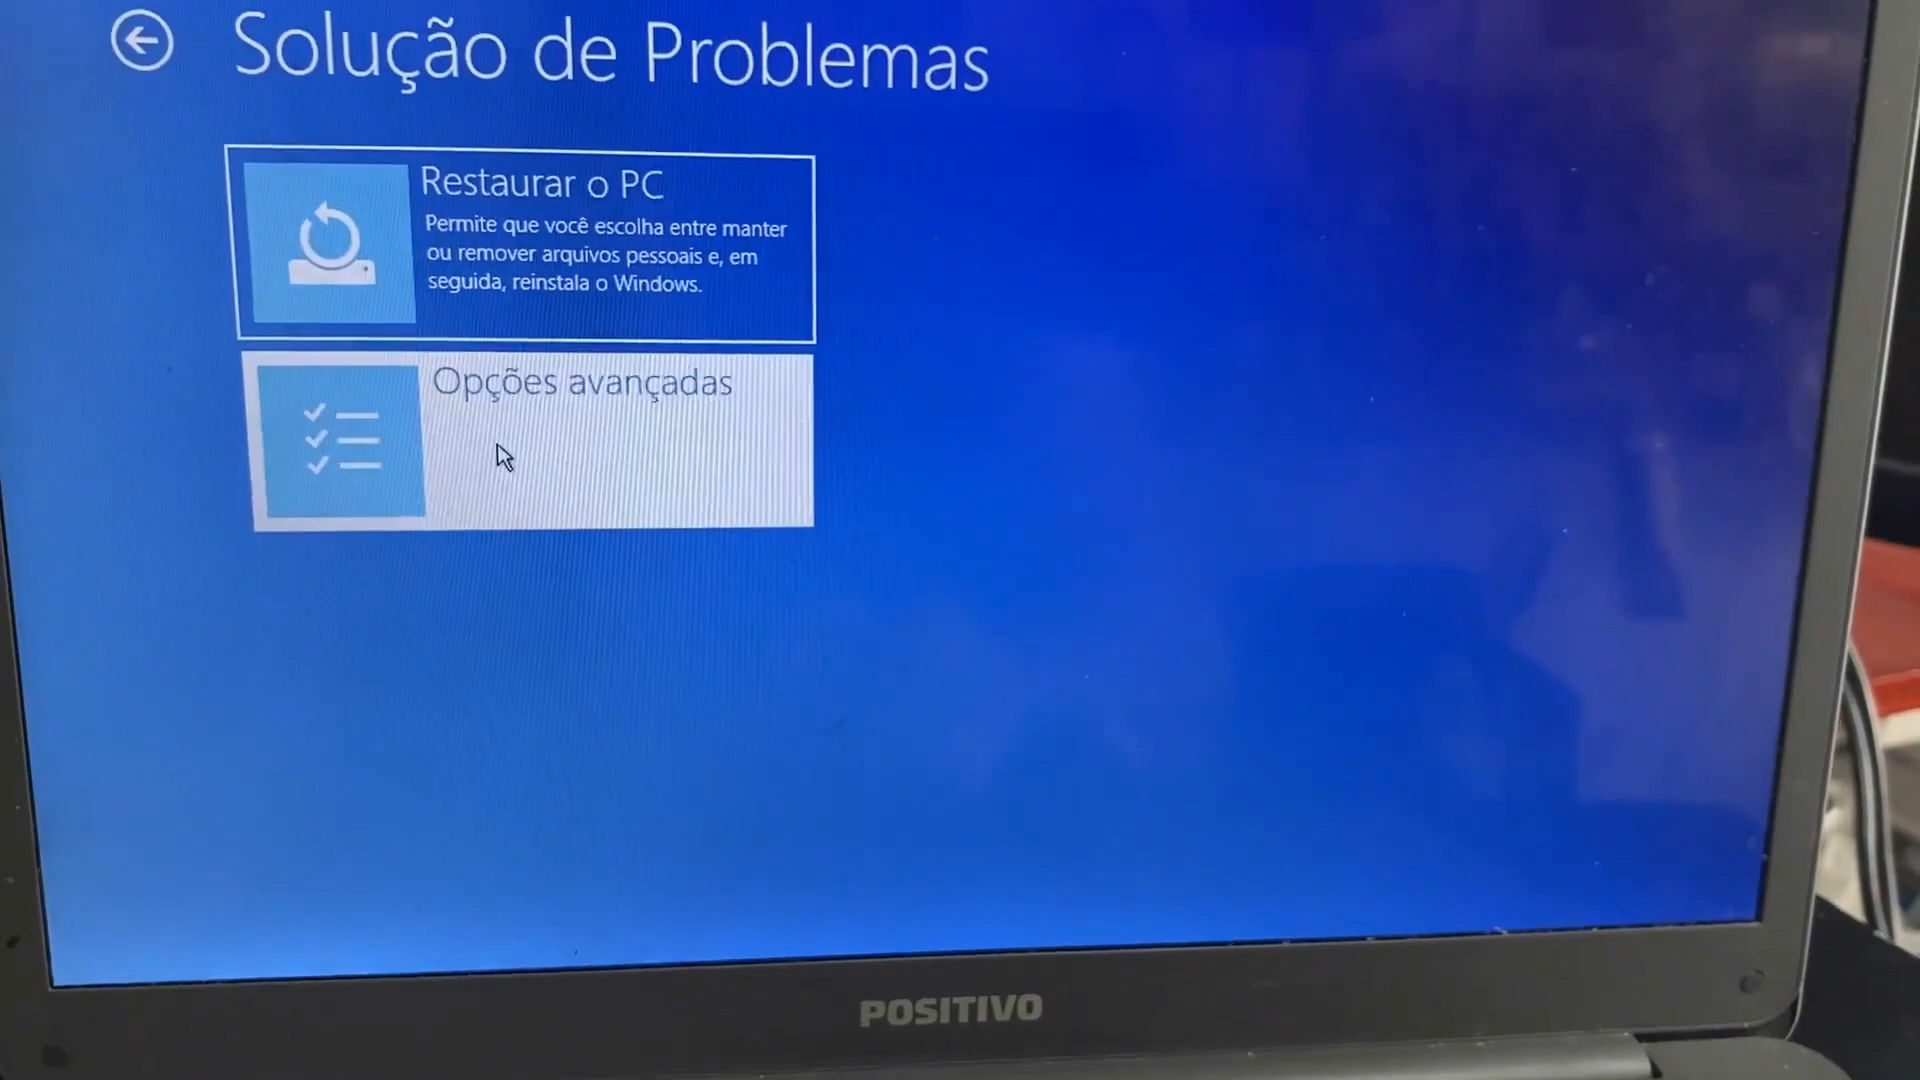 Solução de Problemas
Restaurar o PC
Permite que você escolha entre manter
ou remover arquivos pessoais e, em
seguida, reinstala o Windows.
Opções avançadas
POSITIVO